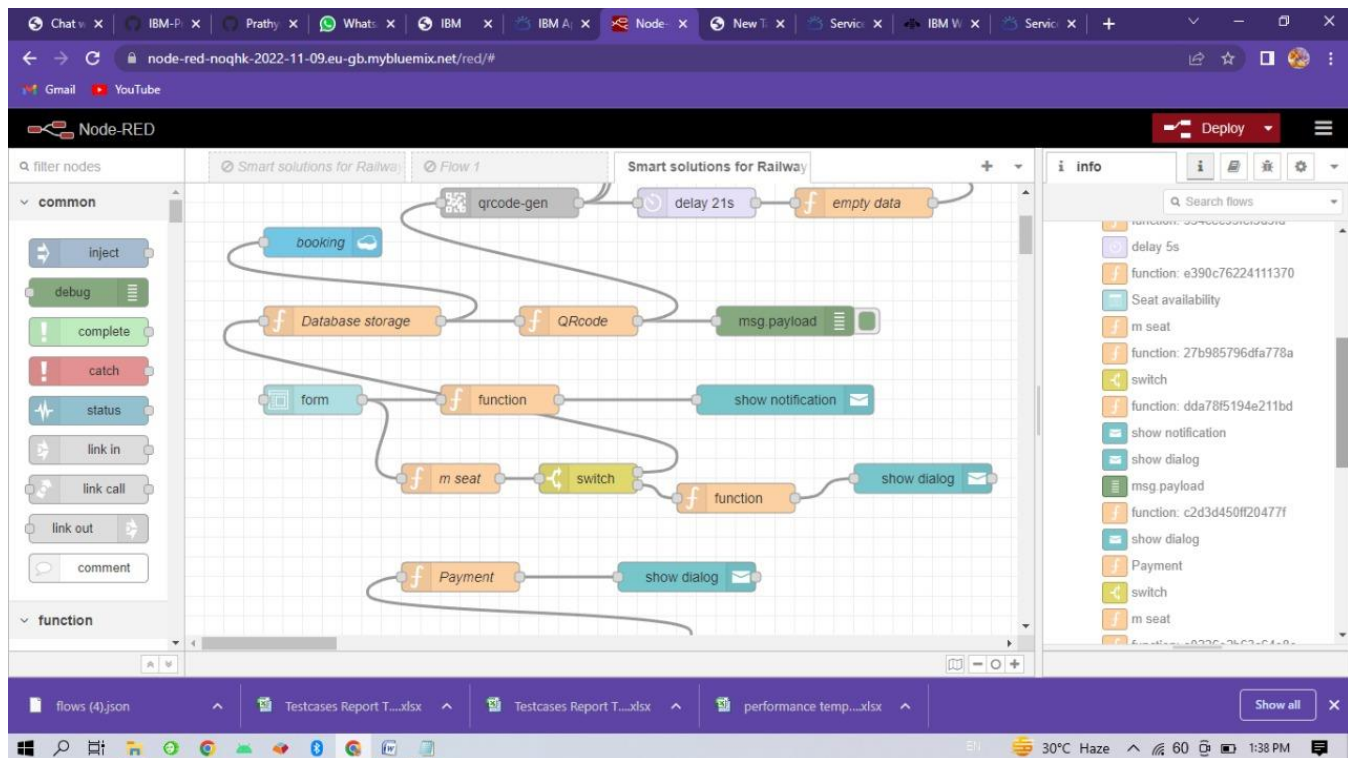 Chat w IBM-P Prathy Whats IBM IBM A Node- New T Servic IBM W Servic
node-red-noqhk-2022-11-09.eu-gb.mybluemix.net/red/#
Gmail YouTube
Node-RED Deploy
filter nodes Smart solutions for Railway Flow 1 Smart solutions for Railway i info
Search flows
common
qrcode-gen delay 21s empty data
booking
inject
debug
complete
catch
status
link in
link call
link out
comment
function
Database storage QRcode msg.payload
form function show notification
m seat switch function show dialog
Payment show dialog
delay 5s
function: e390c76224111370
Seat availability
m seat
function: 27b985796dfa778a
switch
function: dda78f5194e211bd
show notification
show dialog
msg.payload
function: c2d3d450ff20477f
show dialog
Payment
switch
m seat
flows (4).json Testcases Report T....xlsx Testcases Report T....xlsx performance temp....xlsx Show all
EN 30°C Haze 60 1:38 PM